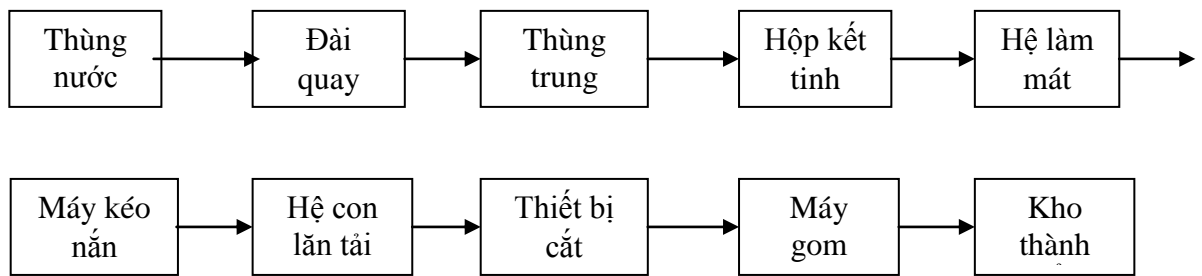 Thùng
nước
Đài
quay
Thùng
trung
Hộp kết
tinh
Hệ làm
mát
Máy kéo
nắn
Hệ con
lăn tải
Thiết bị
cắt
Máy
gom
Kho
thành